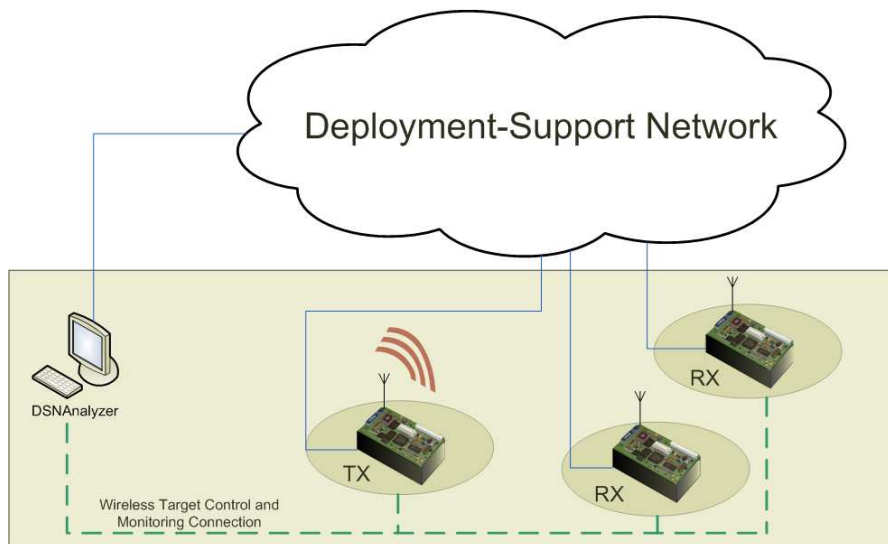 Deployment-Support Network
DSNAnalyzer
TX
RX
RX
Wireless Target Control and
Monitoring Connection